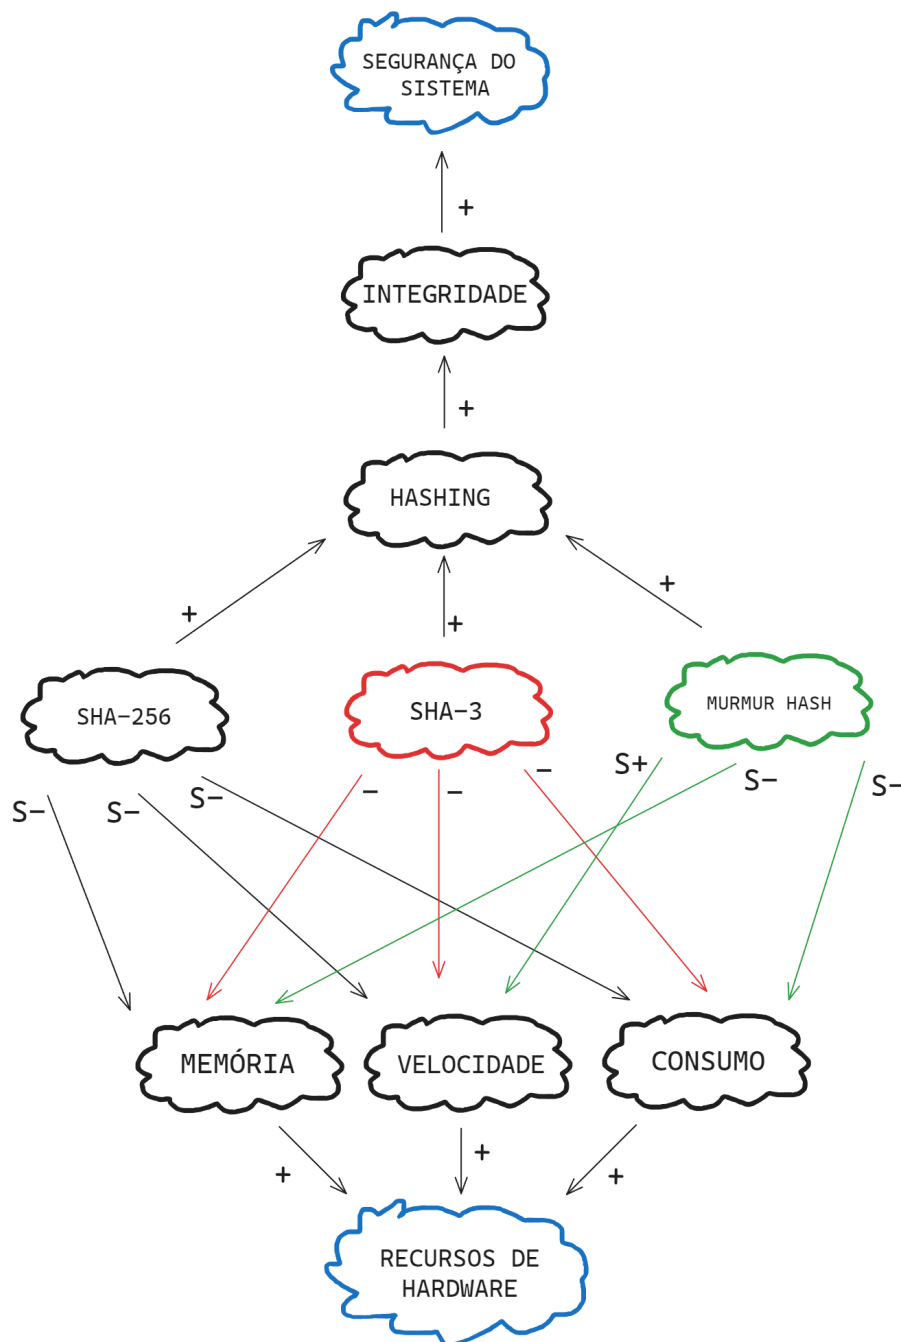 SEGURANÇA DO
SISTEMA
+
INTEGRIDADE
+
HASHING
+
+
+
SHA-256
SHA-3
MURMUR HASH
S-
S-
S-
-
-
-
S+
S-
S-
MEMÓRIA
VELOCIDADE
CONSUMO
+
+
+
RECURSOS DE
HARDWARE